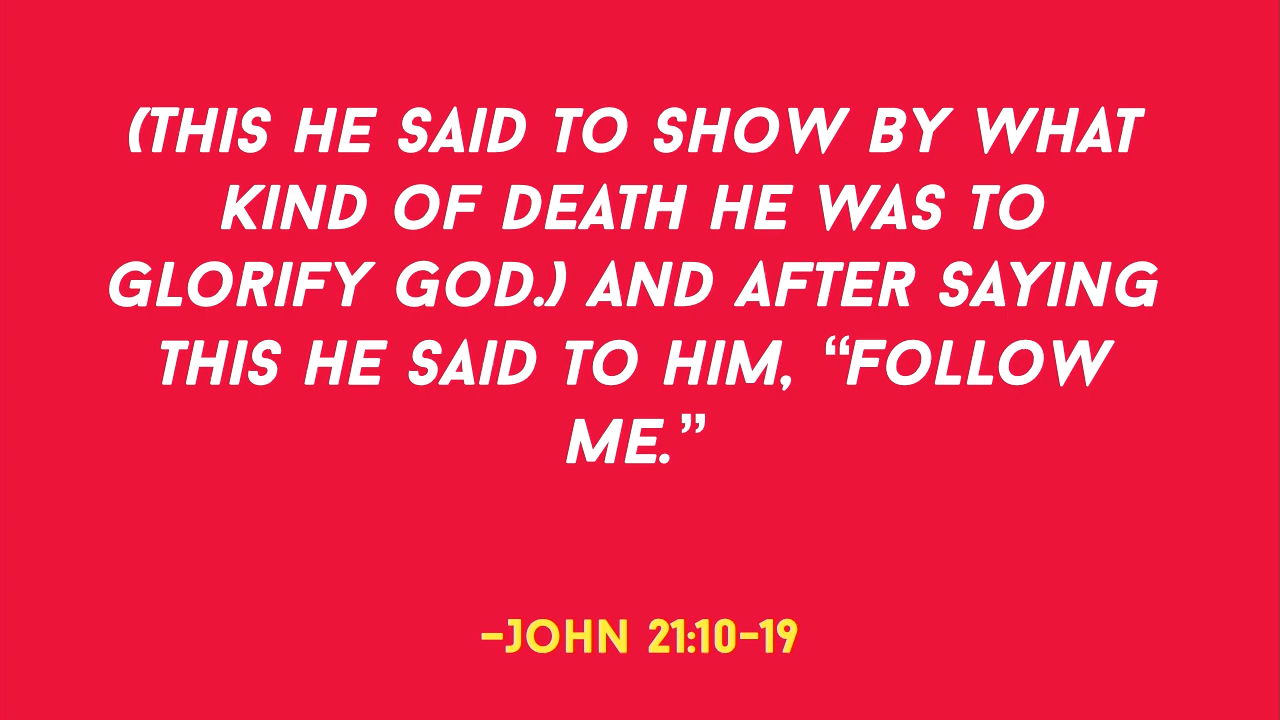 (THIS HE SAID TO SHOW BY WHAT
KIND OF DEATH HE WAS TO
GLORIFY GOD.) AND AFTER SAYING
THIS HE SAID TO HIM, “FOLLOW
ME.”
–JOHN 21:10–19